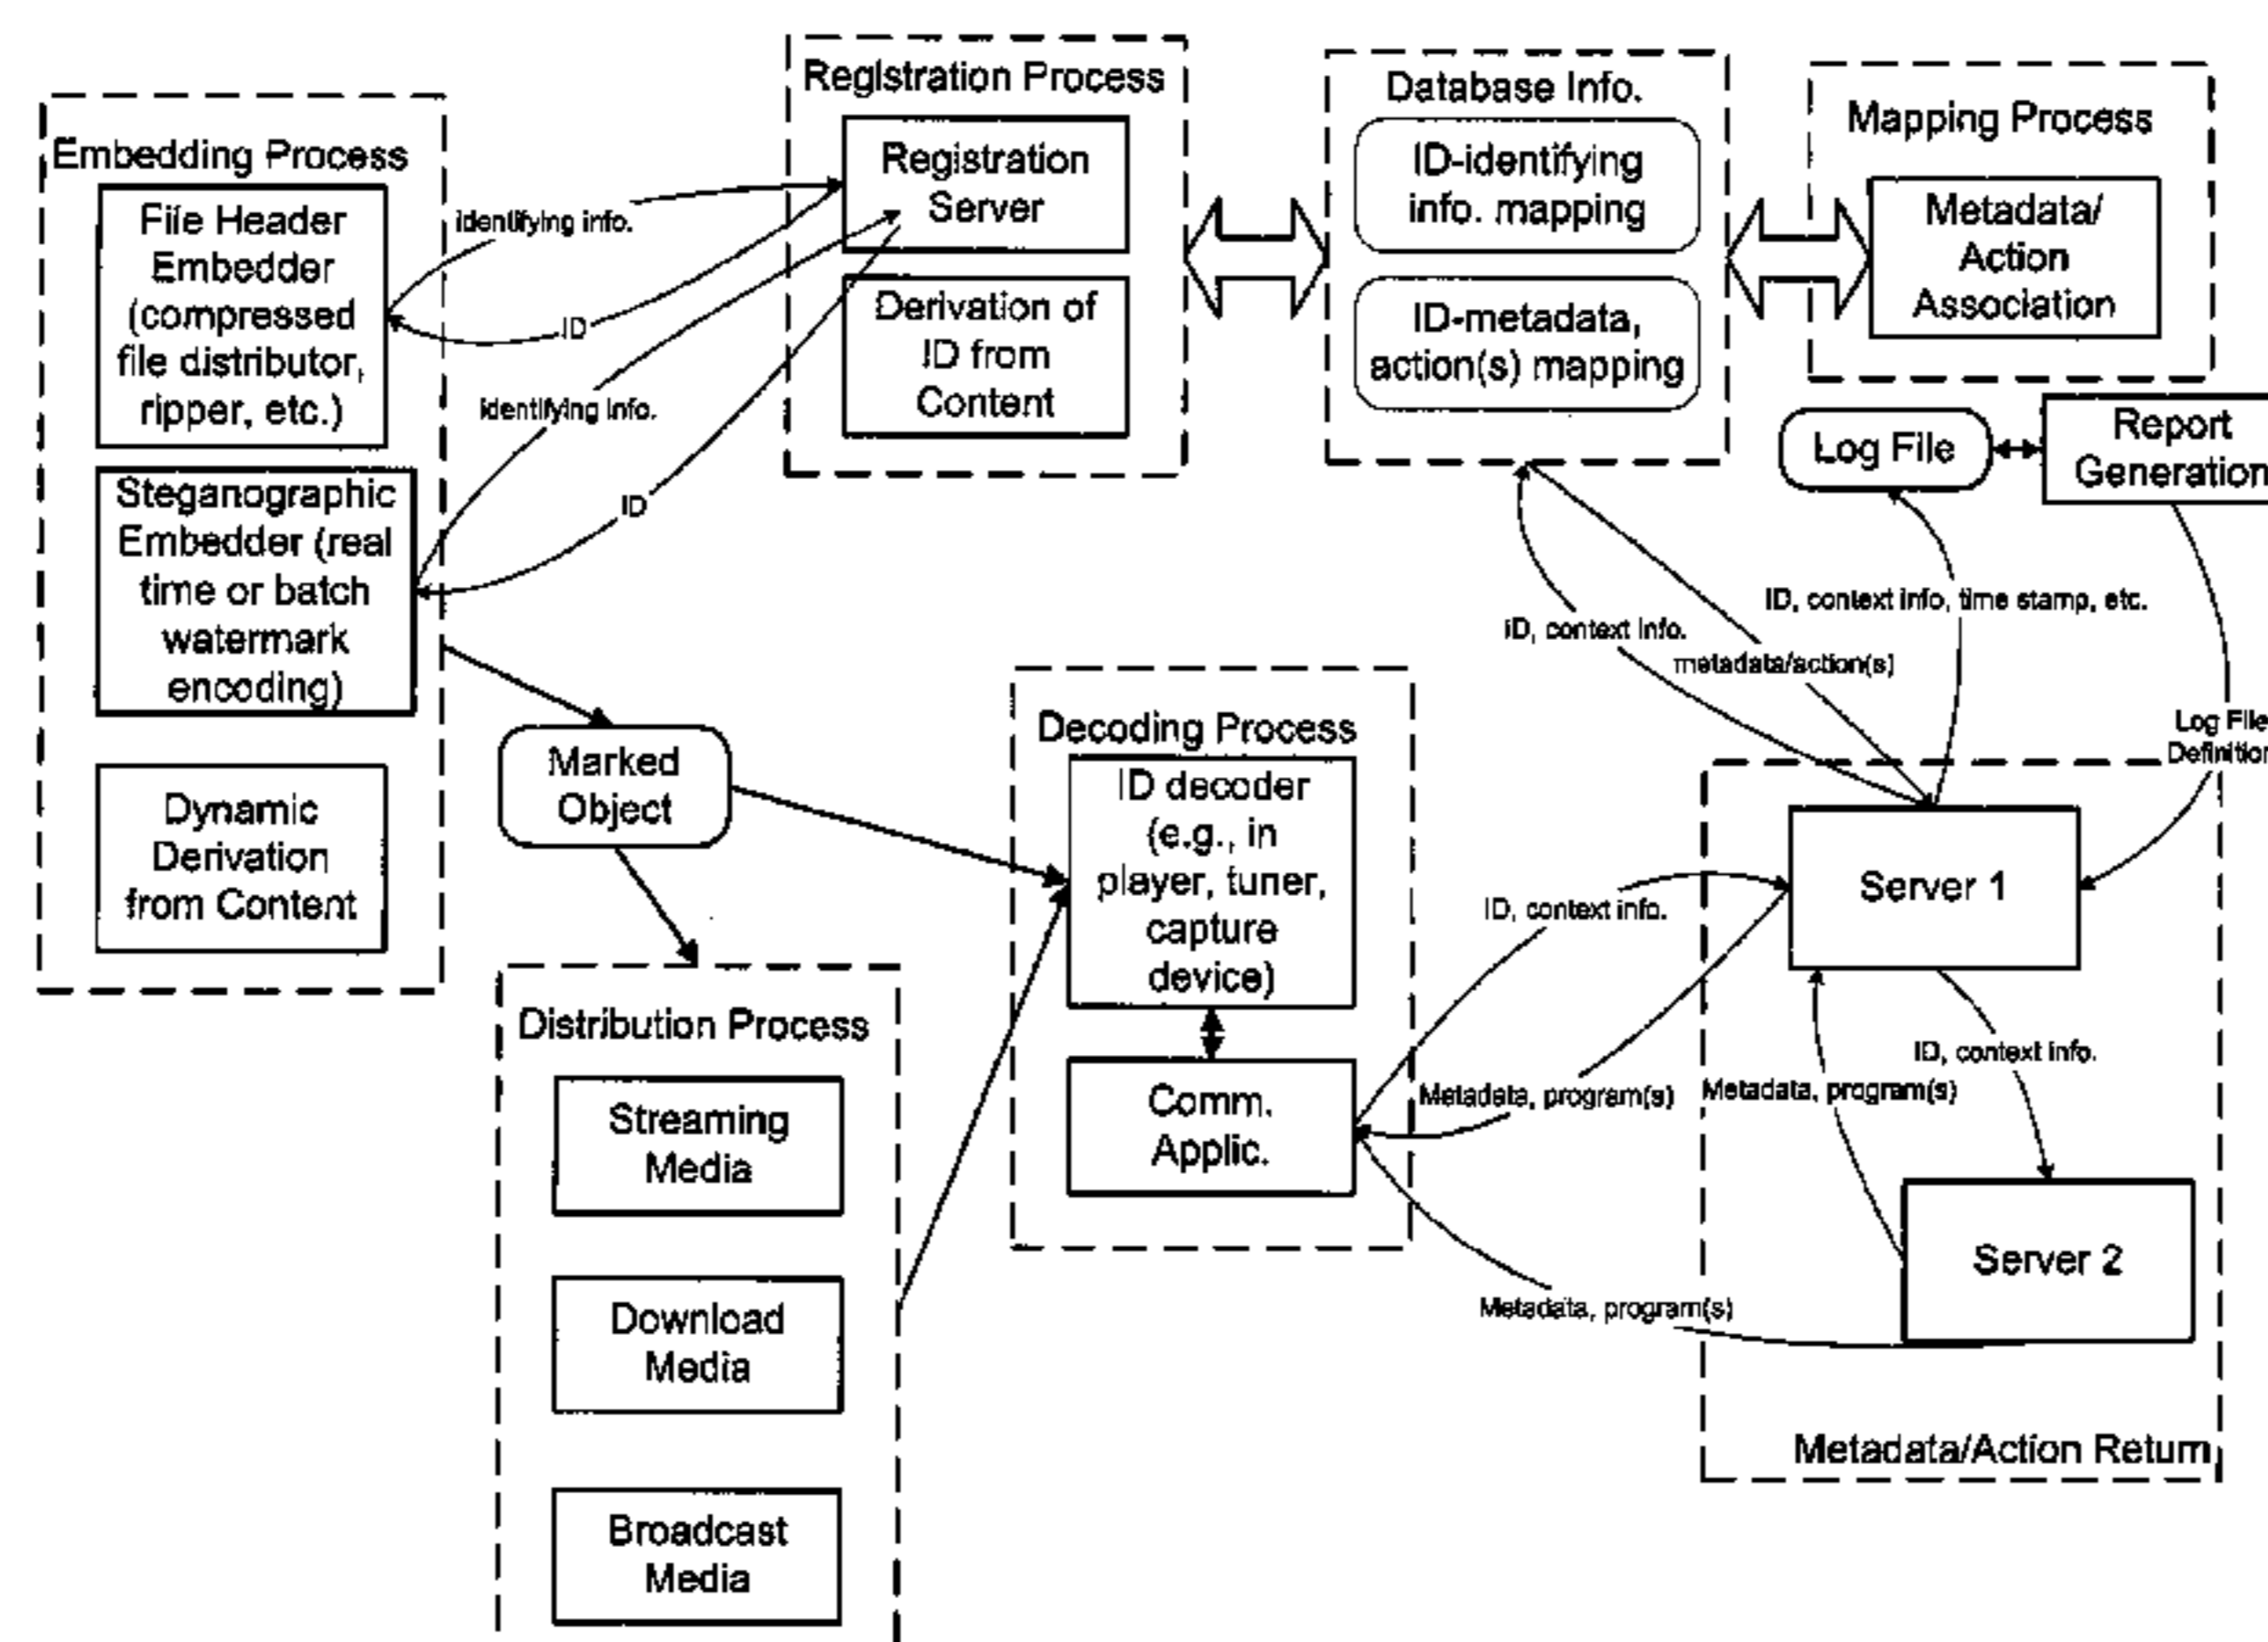 Embedding Process
File Header
Embedder
(compressed
file distributor,
ripper, etc.)
Steganographic
Embedder (real
time or batch
watermark
encoding)
Dynamic
Derivation
from Content
identifying info.
ID
identifying info.
ID
Registration Process
Registration
Server
Derivation of
ID from
Content
Database Info.
ID-identifying
info. mapping
ID-metadata,
action(s) mapping
Mapping Process
Metadata/
Action
Association
Log File
Report
Generation
ID, context info, time stamp, etc.
ID, context info.
metadata/action(s)
Log File
Definition
Marked
Object
Distribution Process
Streaming
Media
Download
Media
Broadcast
Media
Decoding Process
ID decoder
(e.g., in
player, tuner,
capture
device)
Comm.
Applic.
ID, context info.
Metadata, program(s)
Metadata, program(s)
Server 1
ID, context info.
Metadata, program(s)
Server 2
Metadata/Action Return